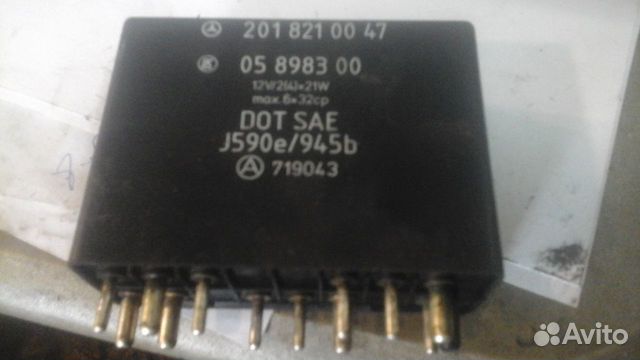 201 821 00 47
05 8983 00
12V/2(4)×21W
max.6×32cp
DOT SAE
J590e/945b
A 719043
Avito